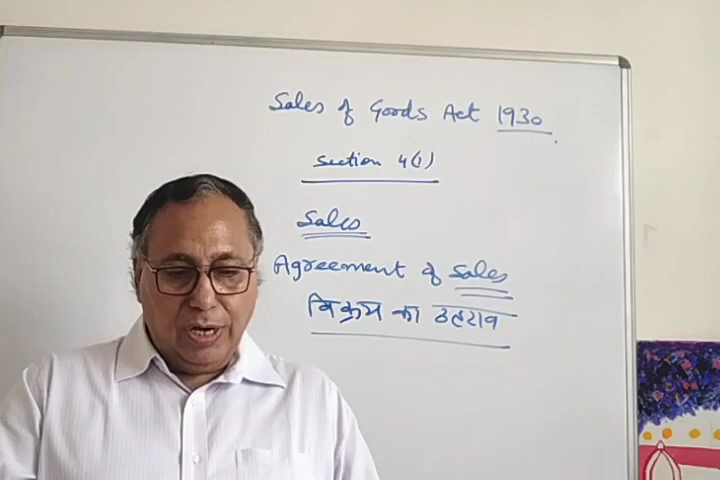 Sales of Goods Act 1930
Section 4(1)
Sales
Agreement of Sales
विक्रय का ठहराव